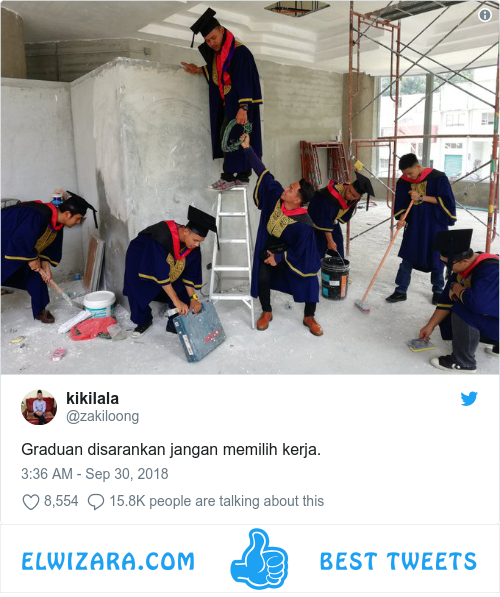 kikilala
@zakiloong
Graduan disarankan jangan memilih kerja.
3:36 AM - Sep 30, 2018
8,554 15.8K people are talking about this
ELWIZARA.COM BEST TWEETS